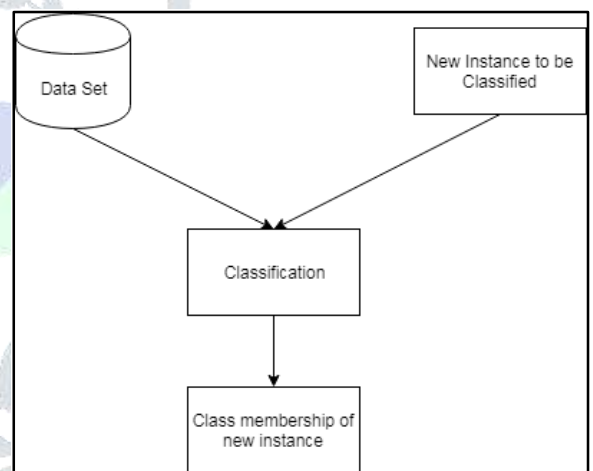 Data Set
New Instance to be
Classified
Classification
Class membership of
new instance